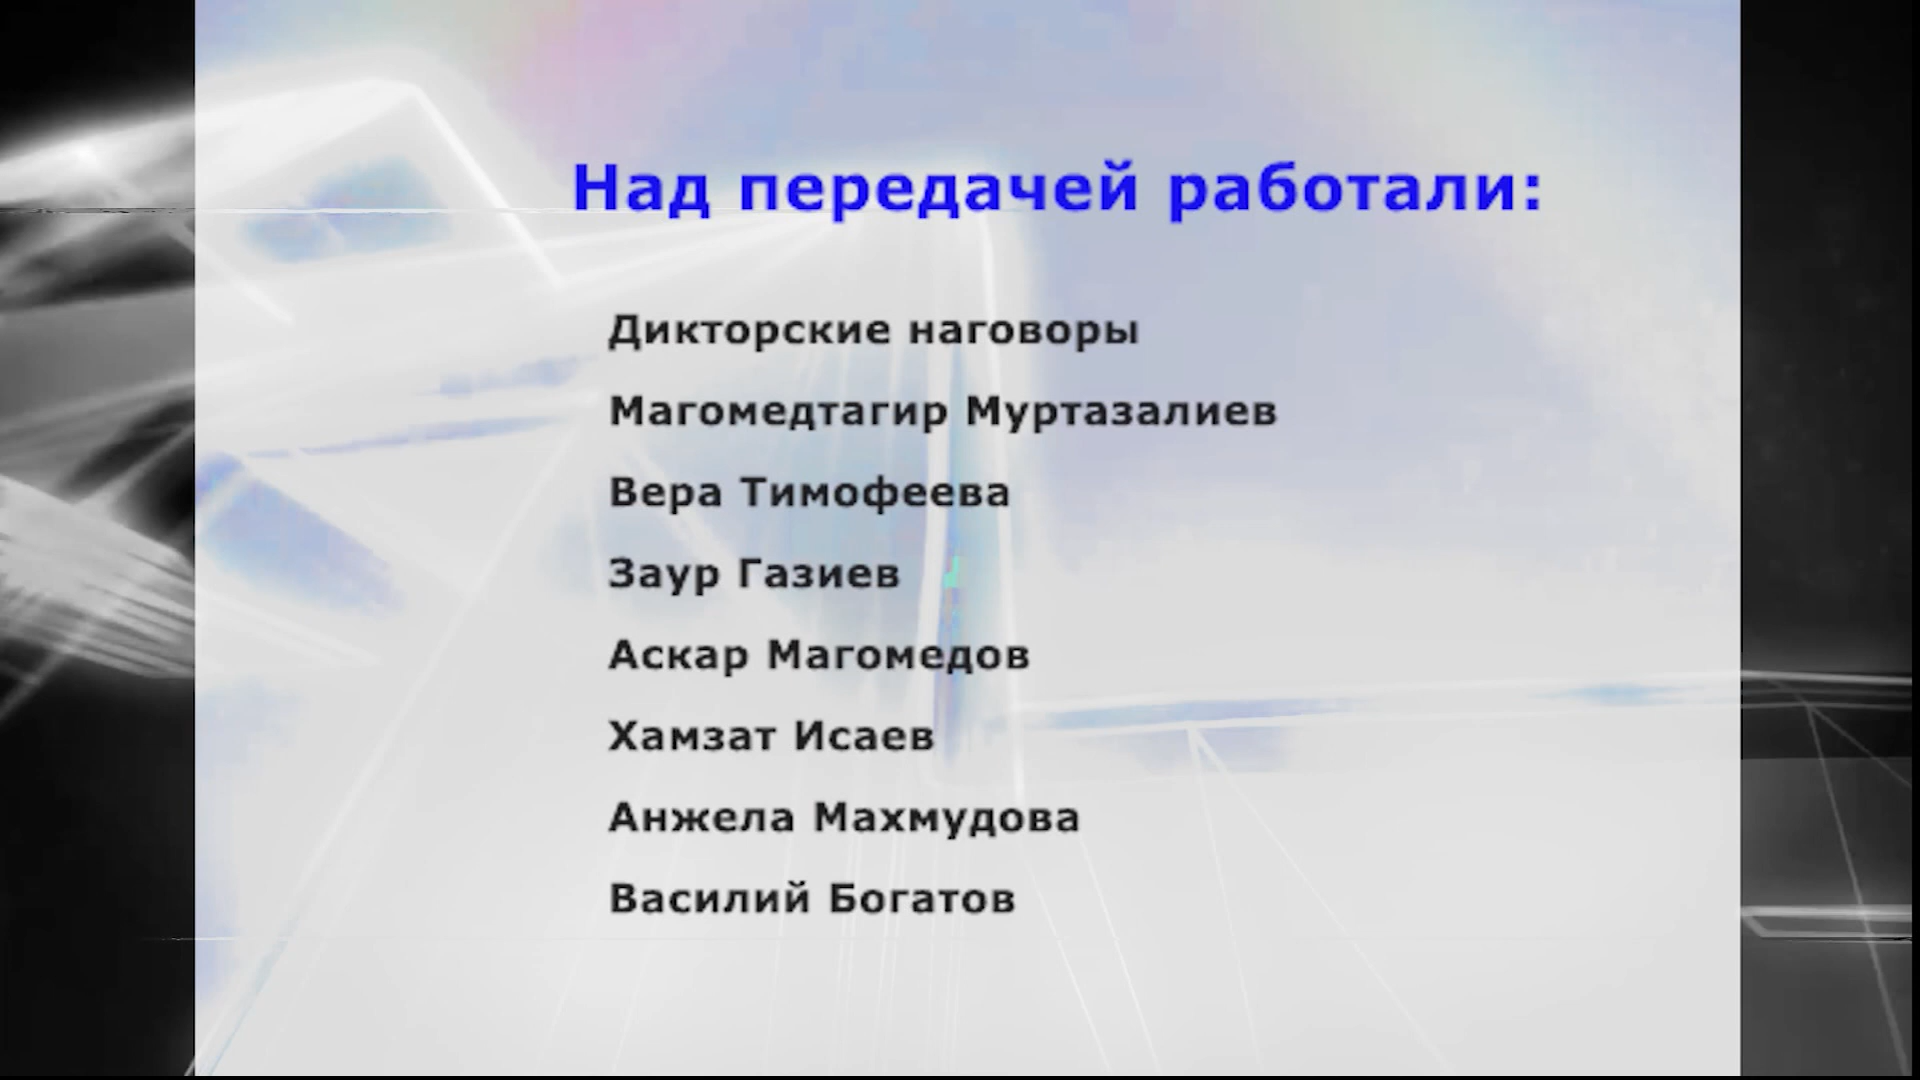 Над передачей работали:
Дикторские наговоры
Магомедтагир Муртазалиев
Вера Тимофеева
Заур Газиев
Аскар Магомедов
Хамзат Исаев
Анжела Махмудова
Василий Богатов